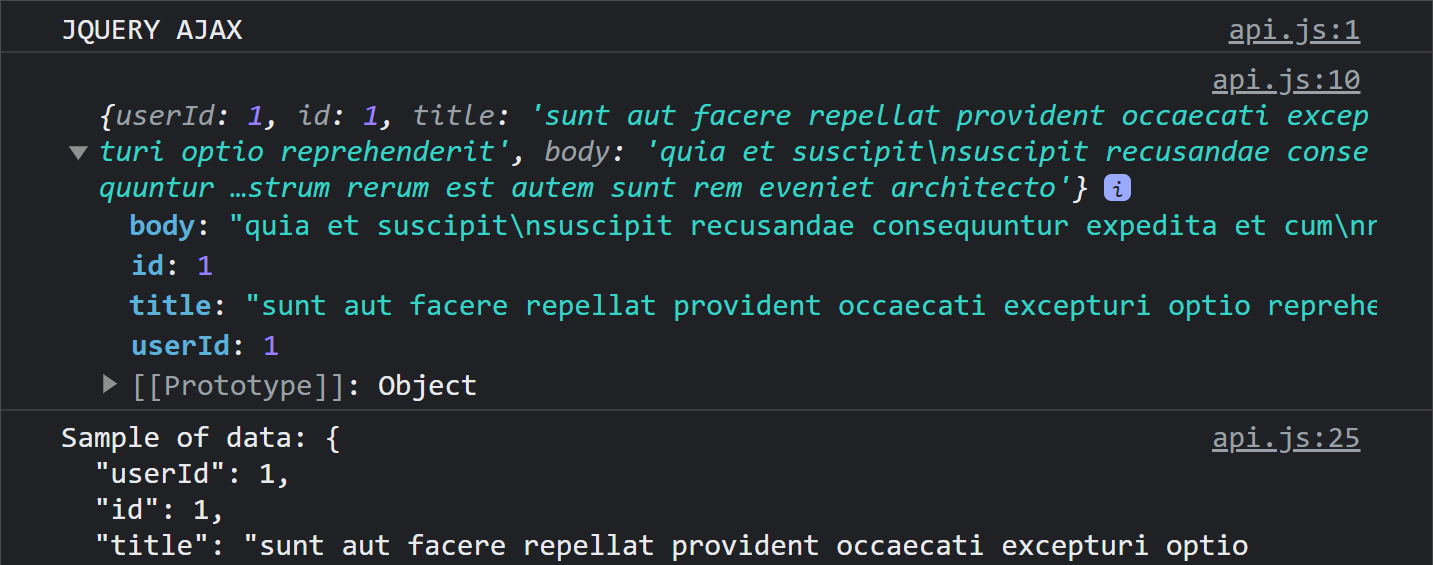 JQUERY AJAX api.js:1
api.js:10
{userId: 1, id: 1, title: 'sunt aut facere repellat provident occaecati excep
turi optio reprehenderit', body: 'quia et suscipit\nsuscipit recusandae conse
quuntur …strum rerum est autem sunt rem eveniet architecto'} i
body: "quia et suscipit\nsuscipit recusandae consequuntur expedita et cum\nr
id: 1
title: "sunt aut facere repellat provident occaecati excepturi optio reprehe
userId: 1
[[Prototype]]: Object
Sample of data: { api.js:25
"userId": 1,
"id": 1,
"title": "sunt aut facere repellat provident occaecati excepturi optio